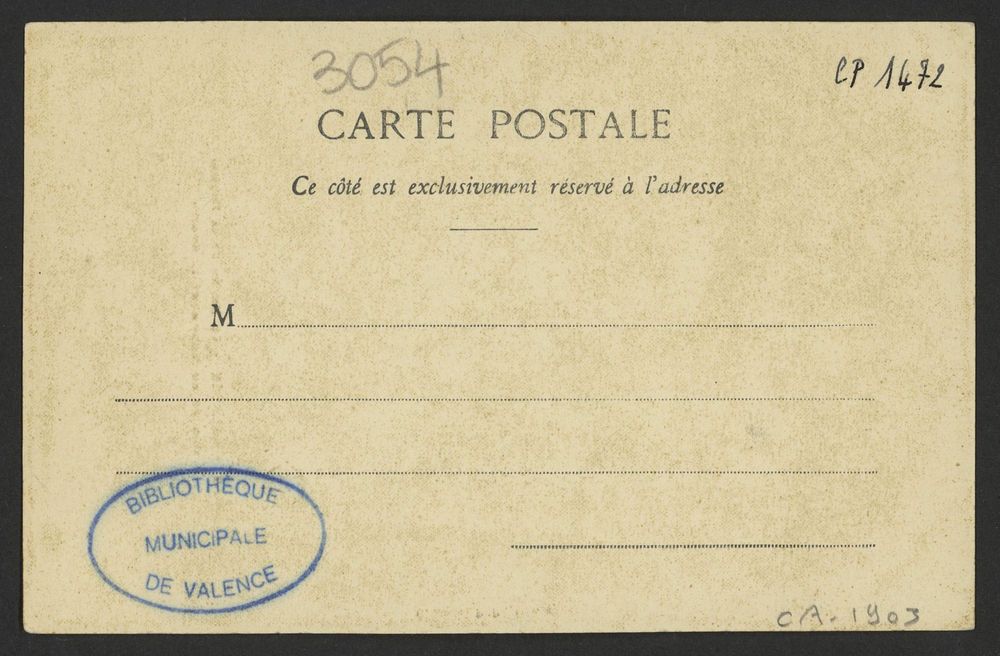 3054
CP 1472
CARTE POSTALE
Ce côté est exclusivement réservé à l'adresse
M
BIBLIOTHÈQUE
MUNICIPALE
DE VALENCE
CA. 1903